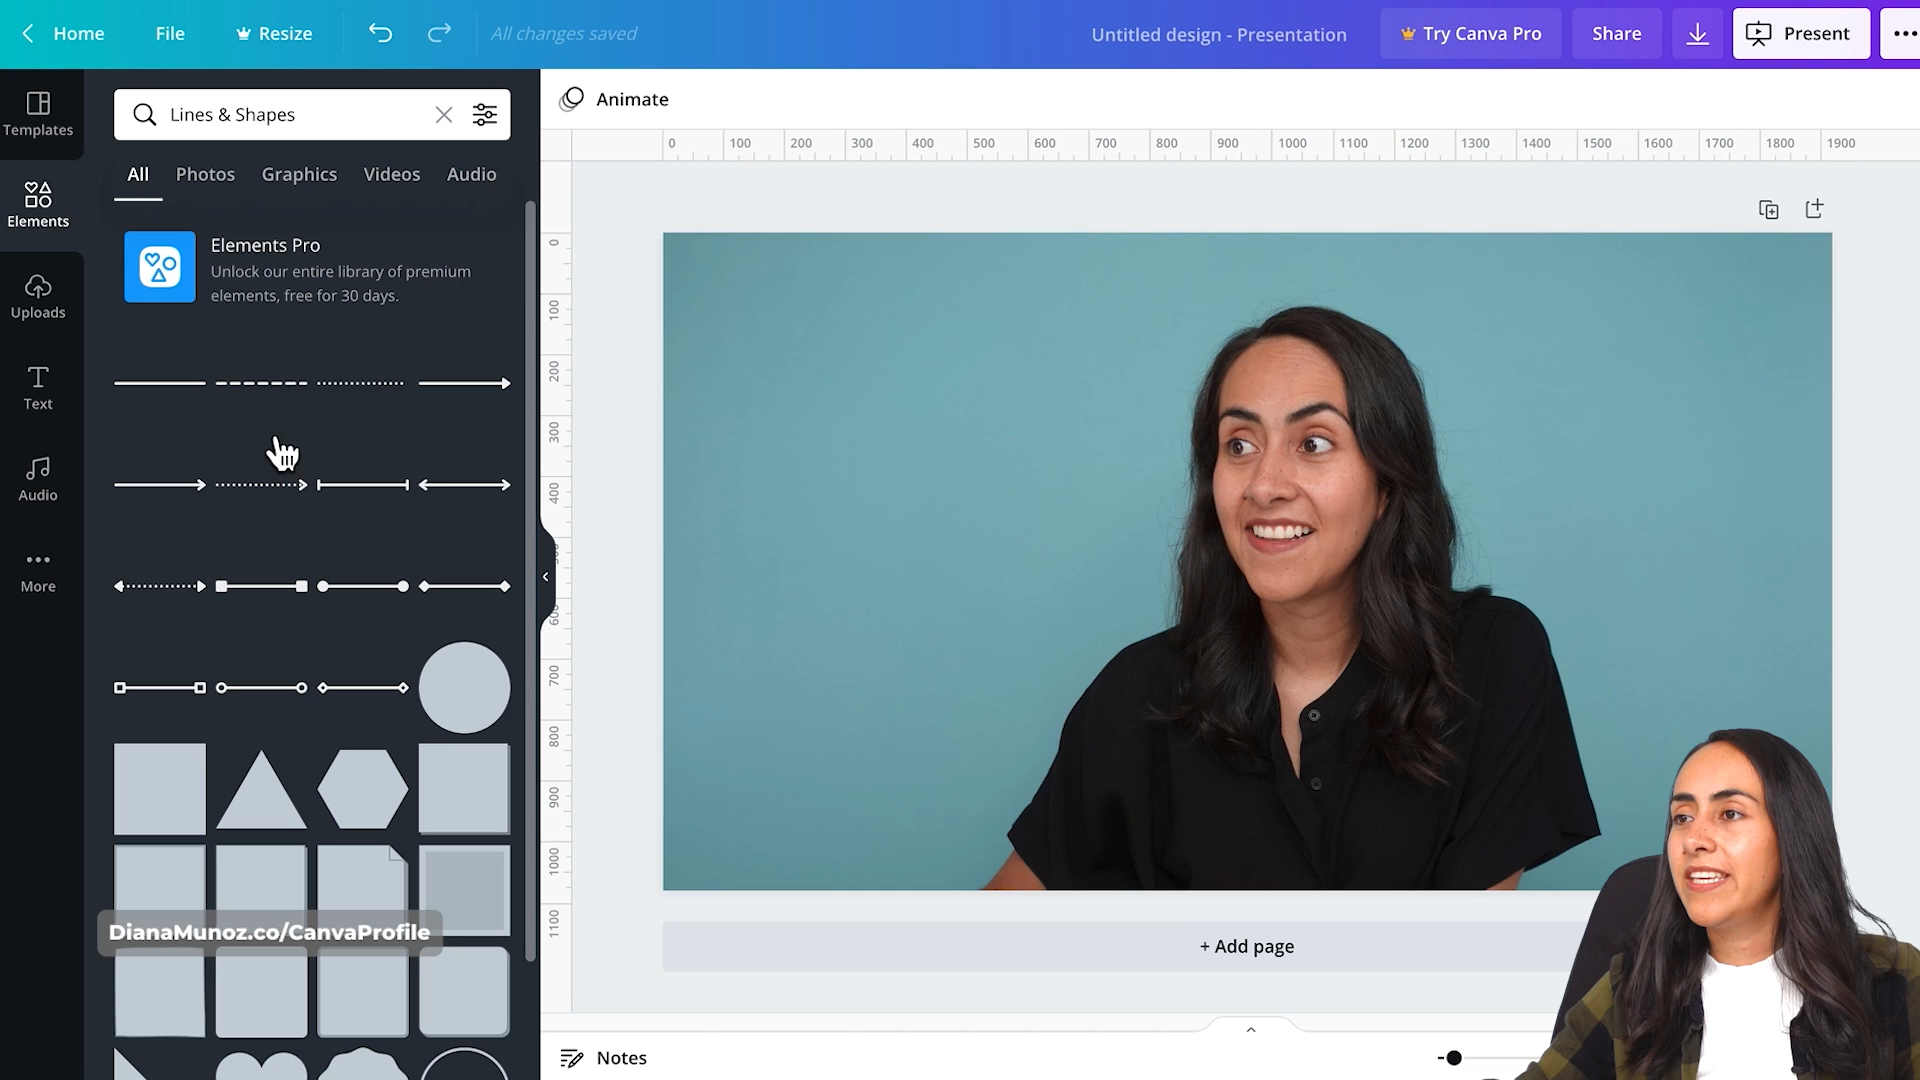 Home
File
Resize
All changes saved
Untitled design - Presentation
Try Canva Pro
Share
Present
Templates
Elements
Uploads
Text
Audio
More
Lines & Shapes
All
Photos
Graphics
Videos
Audio
Elements Pro
Unlock our entire library of premium
elements, free for 30 days.
DianaMunoz.co/CanvaProfile
Animate
0 100 200 300 400 500 600 700 800 900 1000 1100 1200 1300 1400 1500 1600 1700 1800 1900
0
100
200
300
400
600
700
800
900
1000
1100
+ Add page
Notes